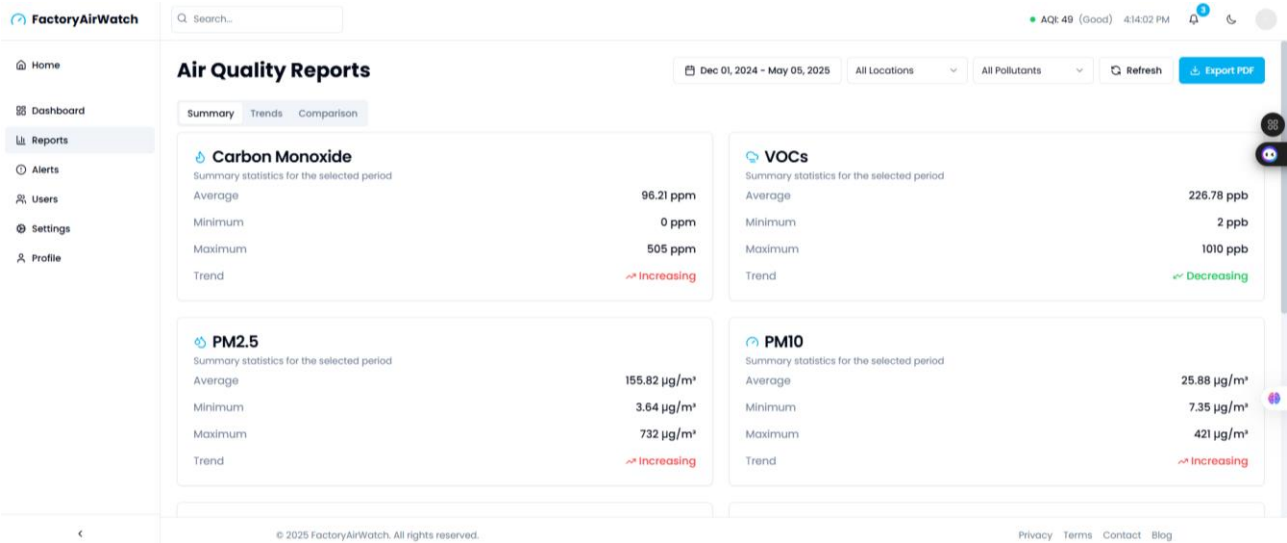 FactoryAirWatch
Search...
AQI: 49 (Good) 4:14:02 PM
3
Home
Dashboard
Reports
Alerts
Users
Settings
Profile
Air Quality Reports
Dec 01, 2024 - May 05, 2025
All Locations
All Pollutants
Refresh
Export PDF
Summary Trends Comparison
Carbon Monoxide
Summary statistics for the selected period
Average 96.21 ppm
Minimum 0 ppm
Maximum 505 ppm
Trend Increasing
VOCs
Summary statistics for the selected period
Average 226.78 ppb
Minimum 2 ppb
Maximum 1010 ppb
Trend Decreasing
PM2.5
Summary statistics for the selected period
Average 155.82 µg/m³
Minimum 3.64 µg/m³
Maximum 732 µg/m³
Trend Increasing
PM10
Summary statistics for the selected period
Average 25.88 µg/m³
Minimum 7.35 µg/m³
Maximum 421 µg/m³
Trend Increasing
© 2025 FactoryAirWatch. All rights reserved.
Privacy Terms Contact Blog